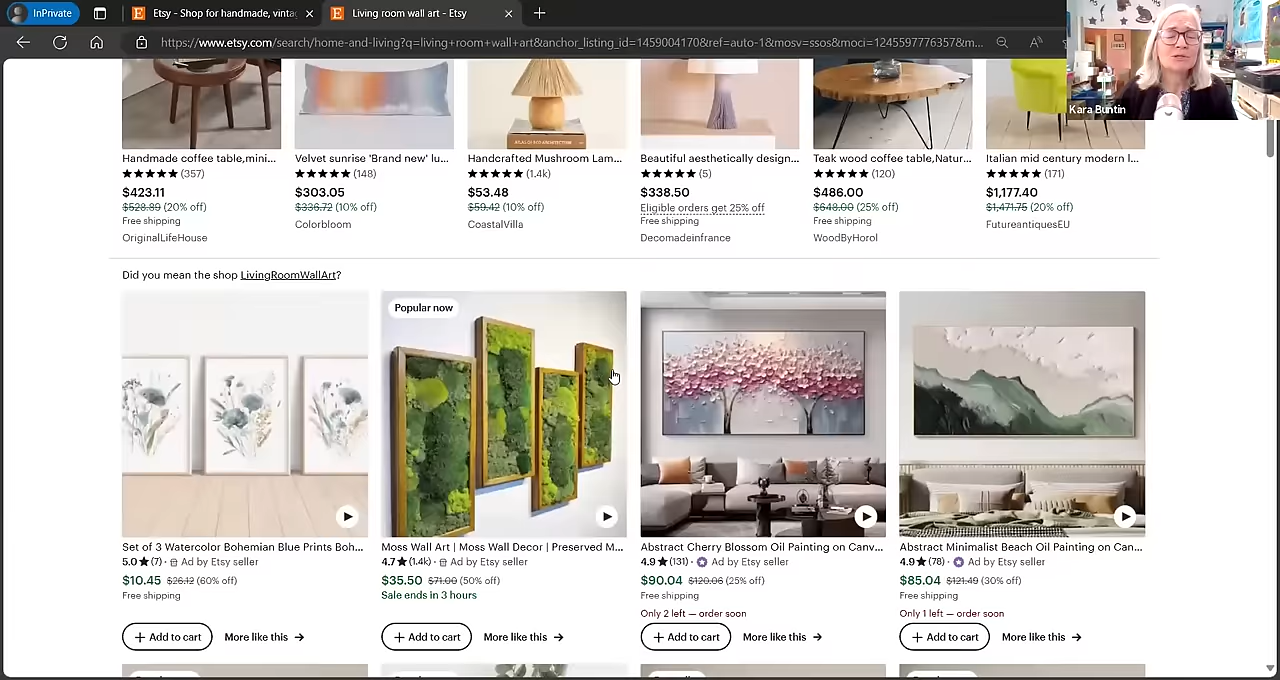 InPrivate
Etsy - Shop for handmade, vinta
Living room wall art - Etsy
https://www.etsy.com/search/home-and-living?q=living+room+wall+art&anchor_listing_id=1459004170&ref=auto-1&mosv=ssos&moci=1245597776357&m...
Kara Buntin
Handmade coffee table,mini...
Velvet sunrise 'Brand new' lu...
Handcrafted Mushroom Lam...
Beautiful aesthetically design...
Teak wood coffee table,Natur...
Italian mid century modern l...
★★★★★ (357)
★★★★★ (148)
★★★★★ (1.4k)
★★★★★ (5)
★★★★★ (120)
★★★★★ (171)
$423.11
$303.05
$53.48
$338.50
$486.00
$1,177.40
$528.89 (20% off)
$336.72 (10% off)
$59.42 (10% off)
Eligible orders get 25% off
$648.00 (25% off)
$1,471.75 (20% off)
Free shipping
Free shipping
Free shipping
OriginalLifeHouse
Colorbloom
CoastalVilla
Decomadeinfrance
WoodByHorol
FutureantiquesEU
Did you mean the shop LivingRoomWallArt?
Popular now
Set of 3 Watercolor Bohemian Blue Prints Boh...
Moss Wall Art | Moss Wall Decor | Preserved M...
Abstract Cherry Blossom Oil Painting on Canv...
Abstract Minimalist Beach Oil Painting on Can...
5.0★(7) · Ad by Etsy seller
4.7★(1.4k) · Ad by Etsy seller
4.9★(131) · Ad by Etsy seller
4.9★(78) · Ad by Etsy seller
$10.45 $26.12 (60% off)
$35.50 $71.00 (50% off)
$90.04 $120.06 (25% off)
$85.04 $121.49 (30% off)
Free shipping
Sale ends in 3 hours
Free shipping
Free shipping
Only 2 left — order soon
Only 1 left — order soon
+ Add to cart
More like this →
+ Add to cart
More like this →
+ Add to cart
More like this →
+ Add to cart
More like this →